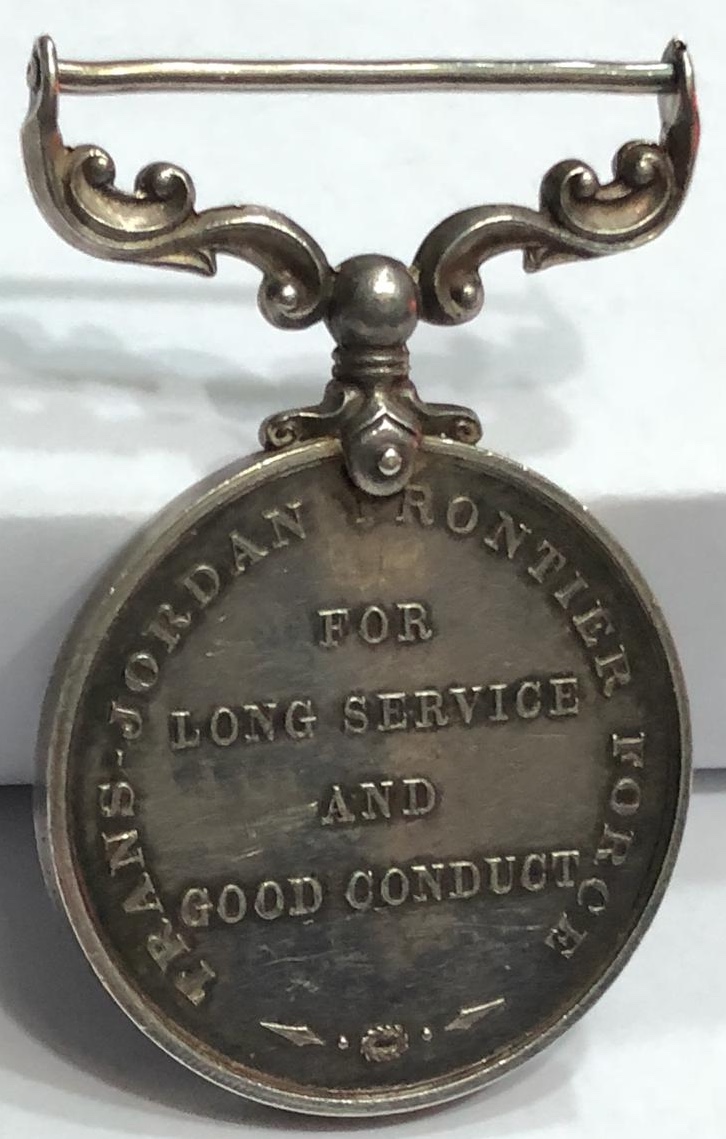 TRANS-JORDAN FRONTIER FORCE
FOR
LONG SERVICE
AND
GOOD CONDUCT